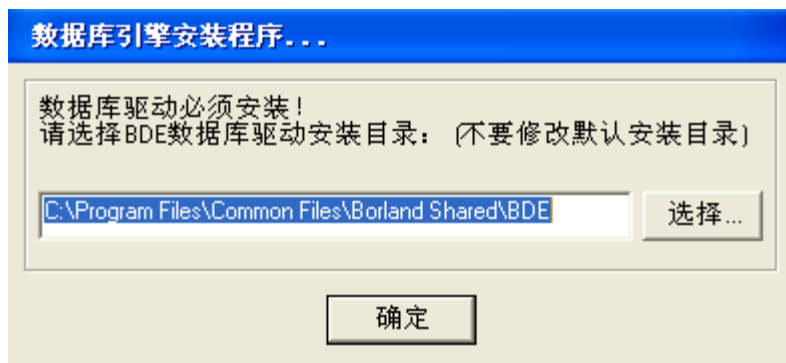 数据库引擎安装程序...
数据库驱动必须安装!
请选择BDE数据库驱动安装目录: (不要修改默认安装目录)
C:\Program Files\Common Files\Borland Shared\BDE
选择...
确定